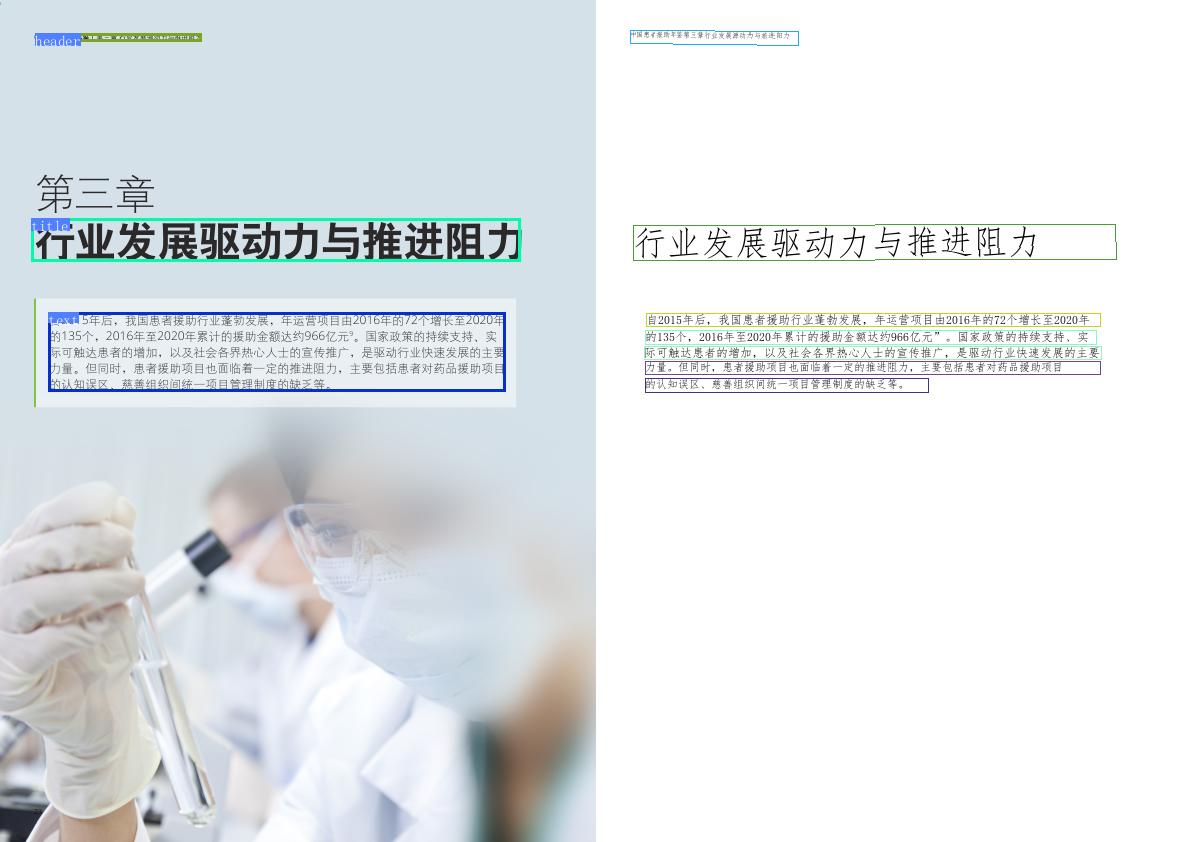 header
第三章
title
行业发展驱动力与推进阻力
text 5年后，我国患者援助行业蓬勃发展，年运营项目由2016年的72个增长至2020年
的135个，2016年至2020年累计的援助金额达约966亿元⁹。国家政策的持续支持、实
际可触达患者的增加，以及社会各界热心人士的宣传推广，是驱动行业快速发展的主要
力量。但同时，患者援助项目也面临着一定的推进阻力，主要包括患者对药品援助项目
的认知误区、慈善组织间统一项目管理制度的缺乏等。
中国患者援助年鉴第三章行业发展源动力与推进阻力
行业发展驱动力与推进阻力
自2015年后，我国患者援助行业蓬勃发展，年运营项目由2016年的72个增长至2020年
的135个，2016年至2020年累计的援助金额达约966亿元”。国家政策的持续支持、实
际可触达患者的增加，以及社会各界热心人士的宣传推广，是驱动行业快速发展的主要
力量。但同时，患者援助项目也面临着一定的推进阻力，主要包括患者对药品援助项目
的认知误区、慈善组织间统一项目管理制度的缺乏等。